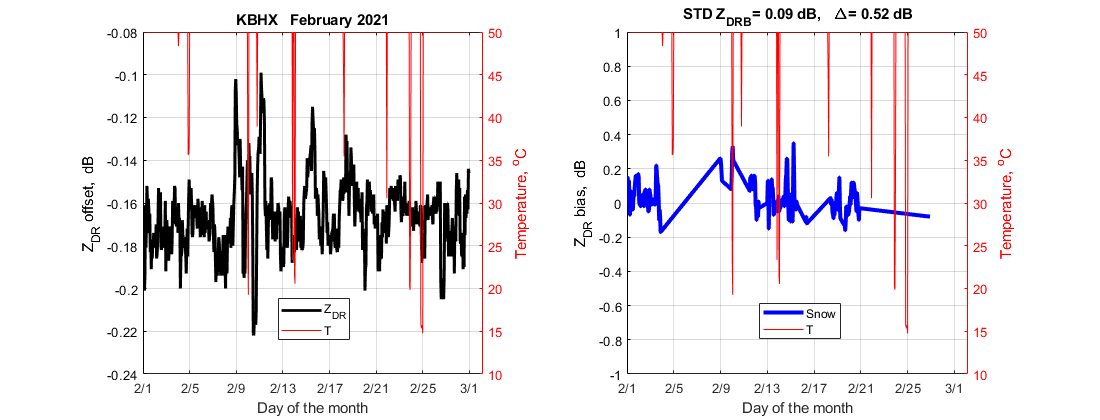 KBHX   February 2021
-0.08
-0.1
-0.12
-0.14
-0.16
-0.18
-0.2
-0.22
-0.24
Z_DR offset,  dB
50
45
40
35
30
25
20
15
10
Temperature, °C
Z_DR
T
2/1 2/5 2/9 2/13 2/17 2/21 2/25 3/1
Day of the month
STD Z_DRB = 0.09 dB,   Δ = 0.52 dB
1
0.8
0.6
0.4
0.2
0
-0.2
-0.4
-0.6
-0.8
-1
Z_DR bias,  dB
50
45
40
35
30
25
20
15
10
Temperature, °C
Snow
T
2/1 2/5 2/9 2/13 2/17 2/21 2/25 3/1
Day of the month